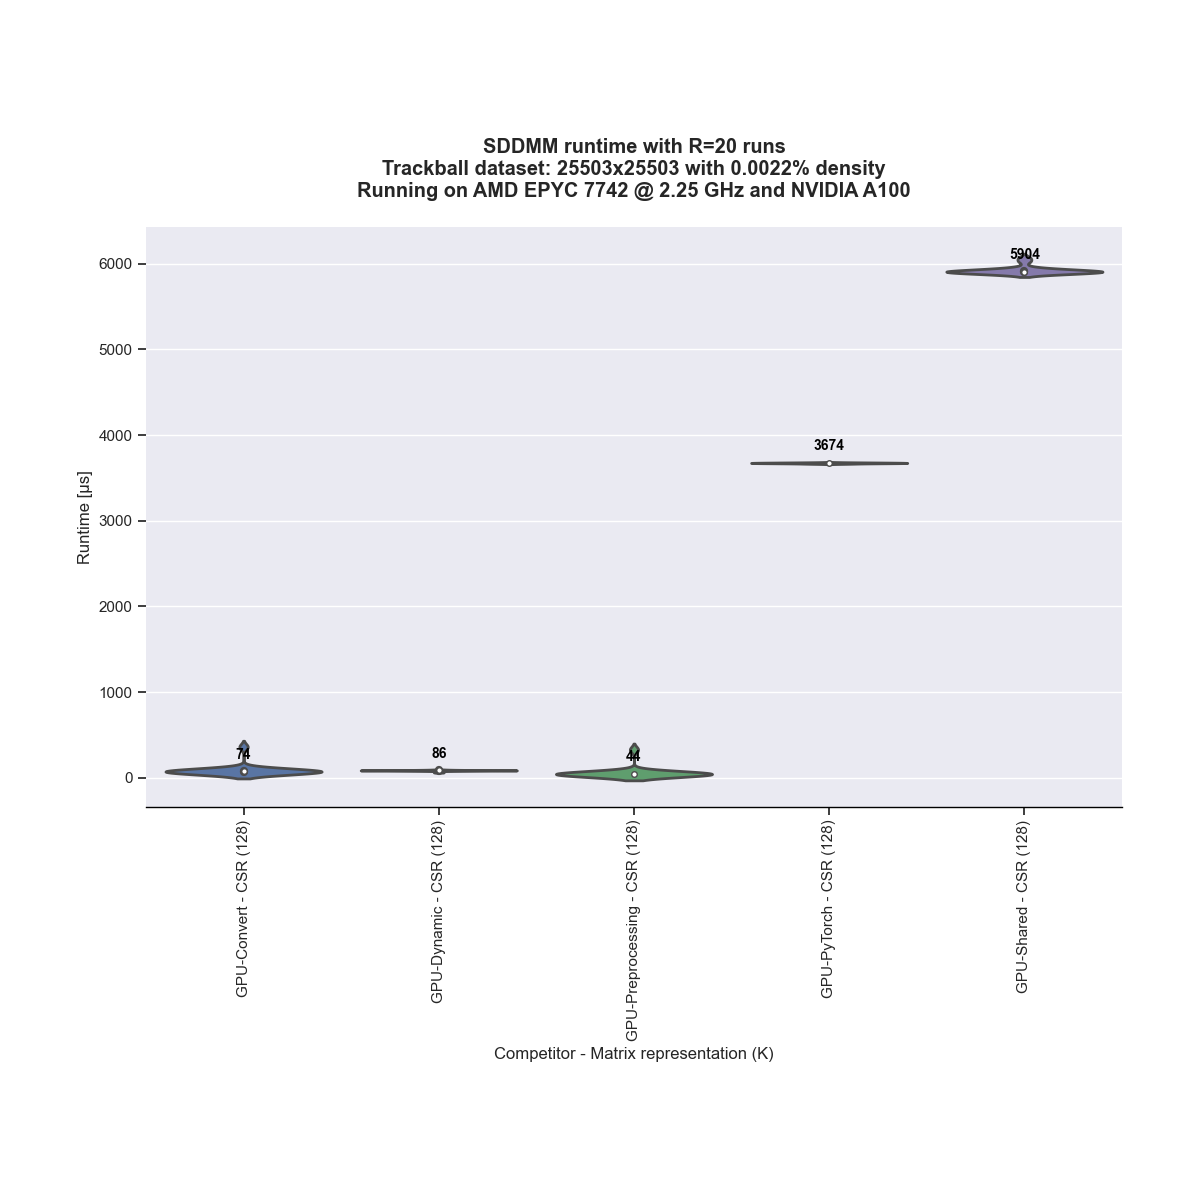 SDDMM runtime with R=20 runs
Trackball dataset: 25503x25503 with 0.0022% density
Running on AMD EPYC 7742 @ 2.25 GHz and NVIDIA A100
Runtime [μs]
6000
5000
4000
3000
2000
1000
0
74
86
44
3674
5904
GPU-Convert - CSR (128)
GPU-Dynamic - CSR (128)
GPU-Preprocessing - CSR (128)
GPU-PyTorch - CSR (128)
GPU-Shared - CSR (128)
Competitor - Matrix representation (K)